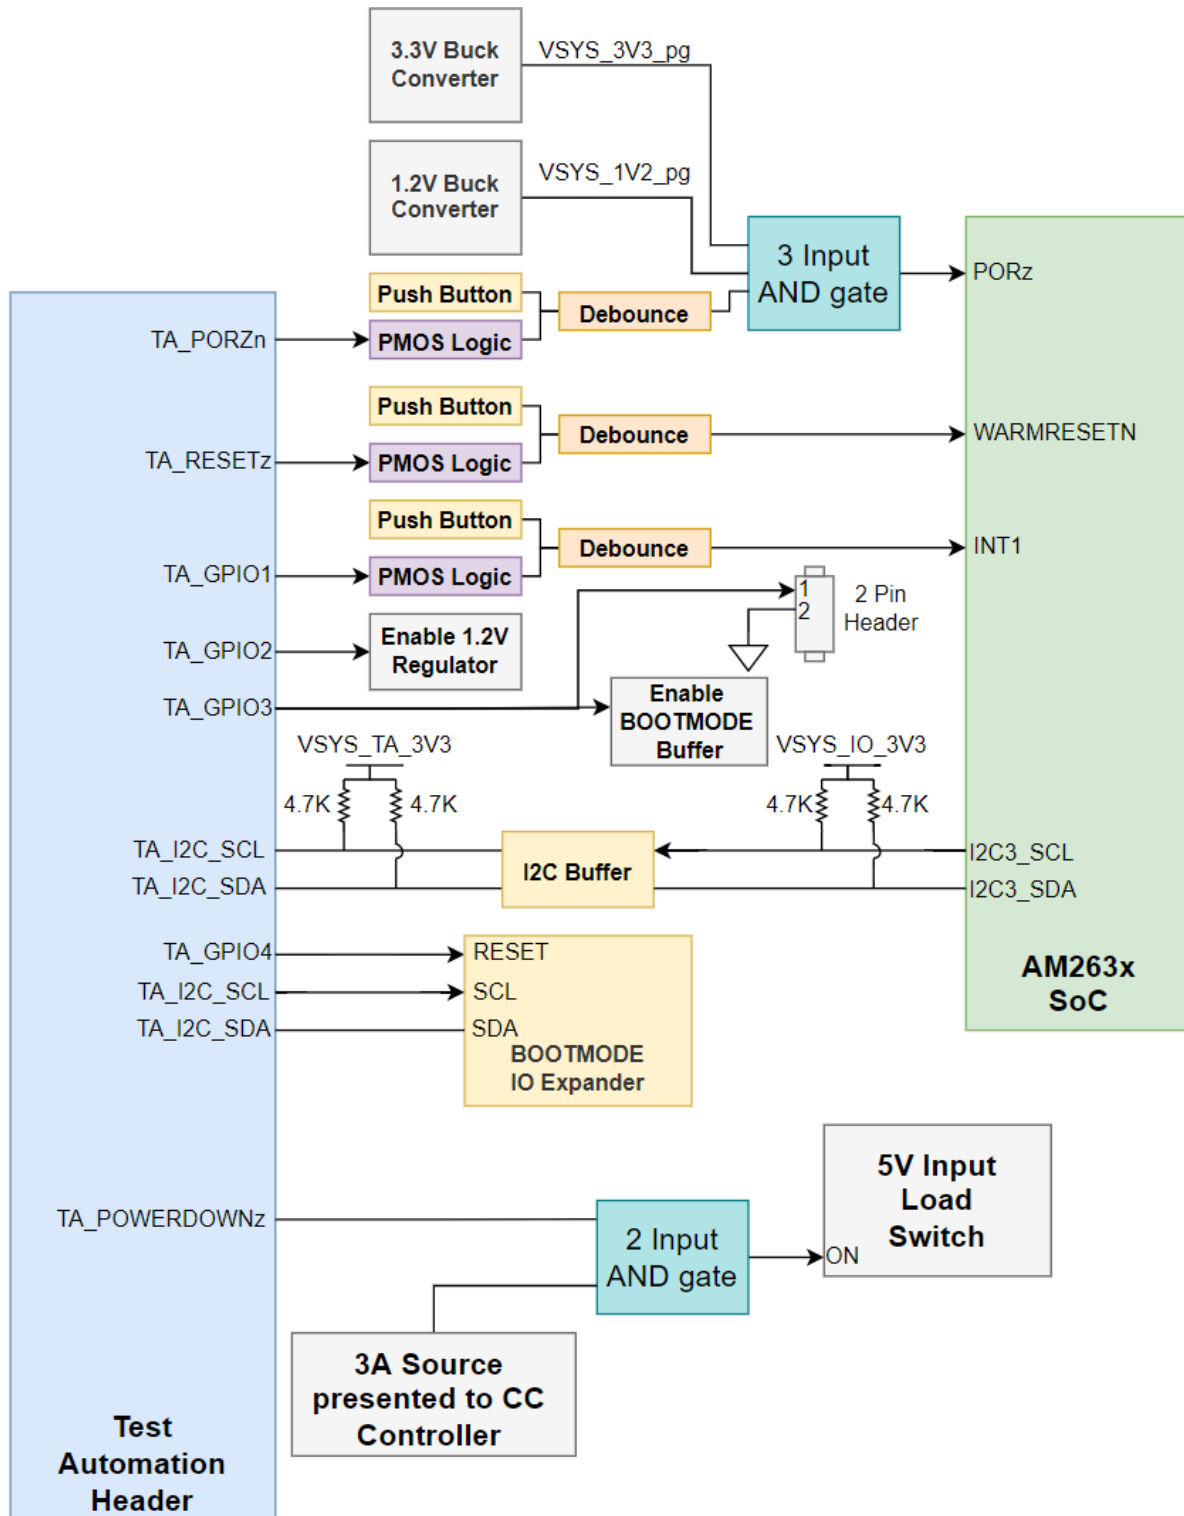 3.3V Buck
Converter
VSYS_3V3_pg
1.2V Buck
Converter
VSYS_1V2_pg
3 Input
AND gate
PORz
Push Button
Debounce
TA_PORZn
PMOS Logic
Push Button
Debounce
WARMRESETN
TA_RESETz
PMOS Logic
Push Button
Debounce
INT1
TA_GPIO1
PMOS Logic
1
2
2 Pin
Header
TA_GPIO2
Enable 1.2V
Regulator
TA_GPIO3
Enable
BOOTMODE
Buffer
VSYS_TA_3V3
VSYS_IO_3V3
4.7K
4.7K
4.7K
4.7K
TA_I2C_SCL
I2C Buffer
I2C3_SCL
TA_I2C_SDA
I2C3_SDA
TA_GPIO4
RESET
TA_I2C_SCL
SCL
TA_I2C_SDA
SDA
BOOTMODE
IO Expander
AM263x
SoC
5V Input
Load
Switch
ON
TA_POWERDOWNz
2 Input
AND gate
3A Source
presented to CC
Controller
Test
Automation
Header